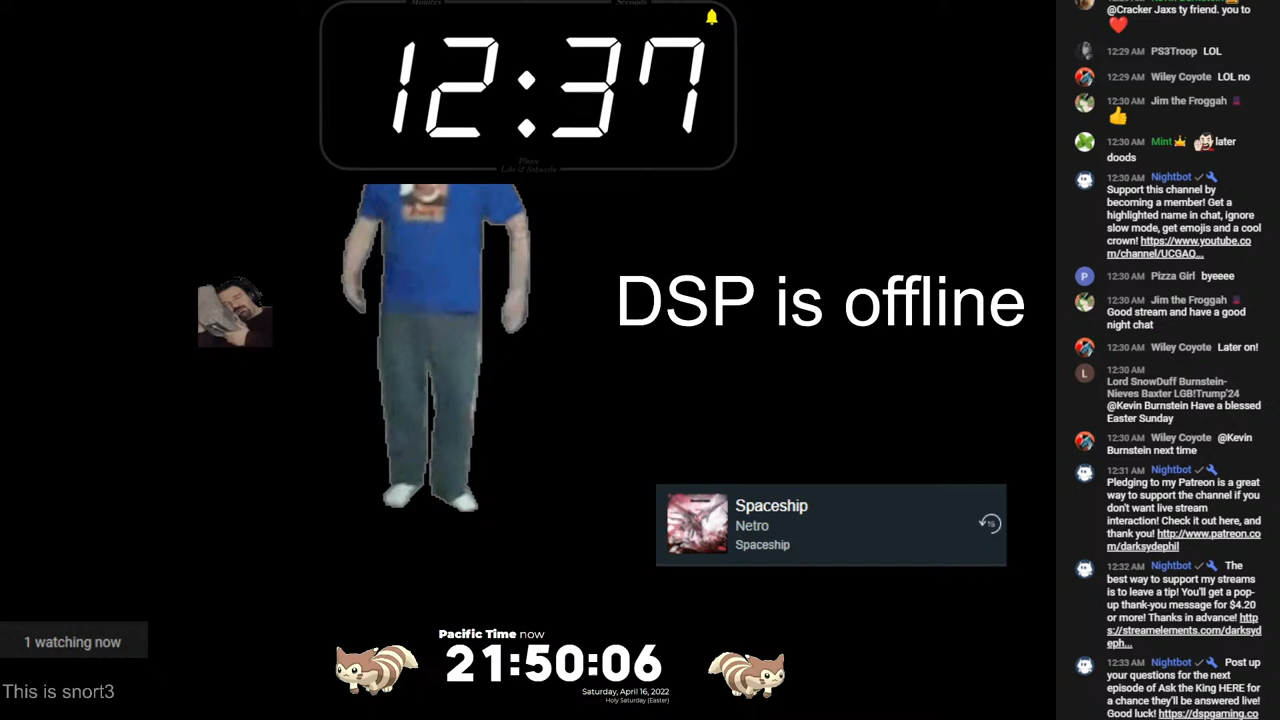 Minutes
Seconds
12:37
Please
Like & Subscribe
DSP is offline
Spaceship
Netro
Spaceship
15
1 watching now
This is snort3
Pacific Time now
21:50:06
Saturday, April 16, 2022
Holy Saturday (Easter)
@Cracker Jaxs ty friend. you to
12:29 AM PS3Troop LOL
12:29 AM Wiley Coyote LOL no
12:30 AM Jim the Froggah
12:30 AM Mint later
doods
12:30 AM Nightbot
Support this channel by
becoming a member! Get a
highlighted name in chat, ignore
slow mode, get emojis and a cool
crown! https://www.youtube.co
m/channel/UCGAQ...
P
12:30 AM Pizza Girl byeeee
12:30 AM Jim the Froggah
Good stream and have a good
night chat
12:30 AM Wiley Coyote Later on!
L
12:30 AM
Lord SnowDuff Burnstein-
Nieves Baxter LGB!Trump'24
@Kevin Burnstein Have a blessed
Easter Sunday
12:30 AM Wiley Coyote @Kevin
Burnstein next time
12:31 AM Nightbot
Pledging to my Patreon is a great
way to support the channel if you
don't want live stream
interaction! Check it out here, and
thank you! http://www.patreon.co
m/darksydephil
12:32 AM Nightbot The
best way to support my streams
is to leave a tip! You'll get a pop-
up thank-you message for $4.20
or more! Thanks in advance! http
s://streamelements.com/darksyd
eph...
12:33 AM Nightbot Post up
your questions for the next
episode of Ask the King HERE for
a chance they'll be answered live!
Good luck! https://dspgaming.co